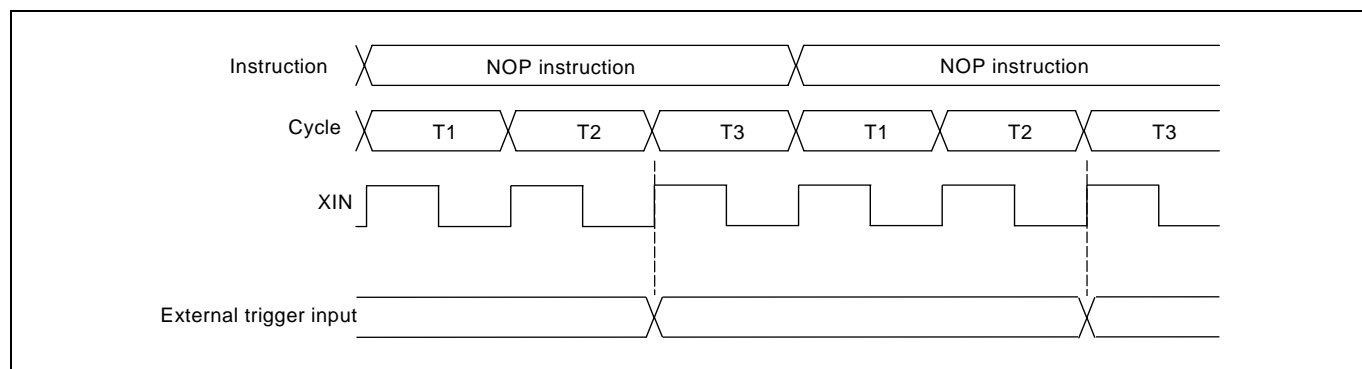 Instruction NOP instruction NOP instruction
Cycle T1 T2 T3 T1 T2 T3
XIN
External trigger input